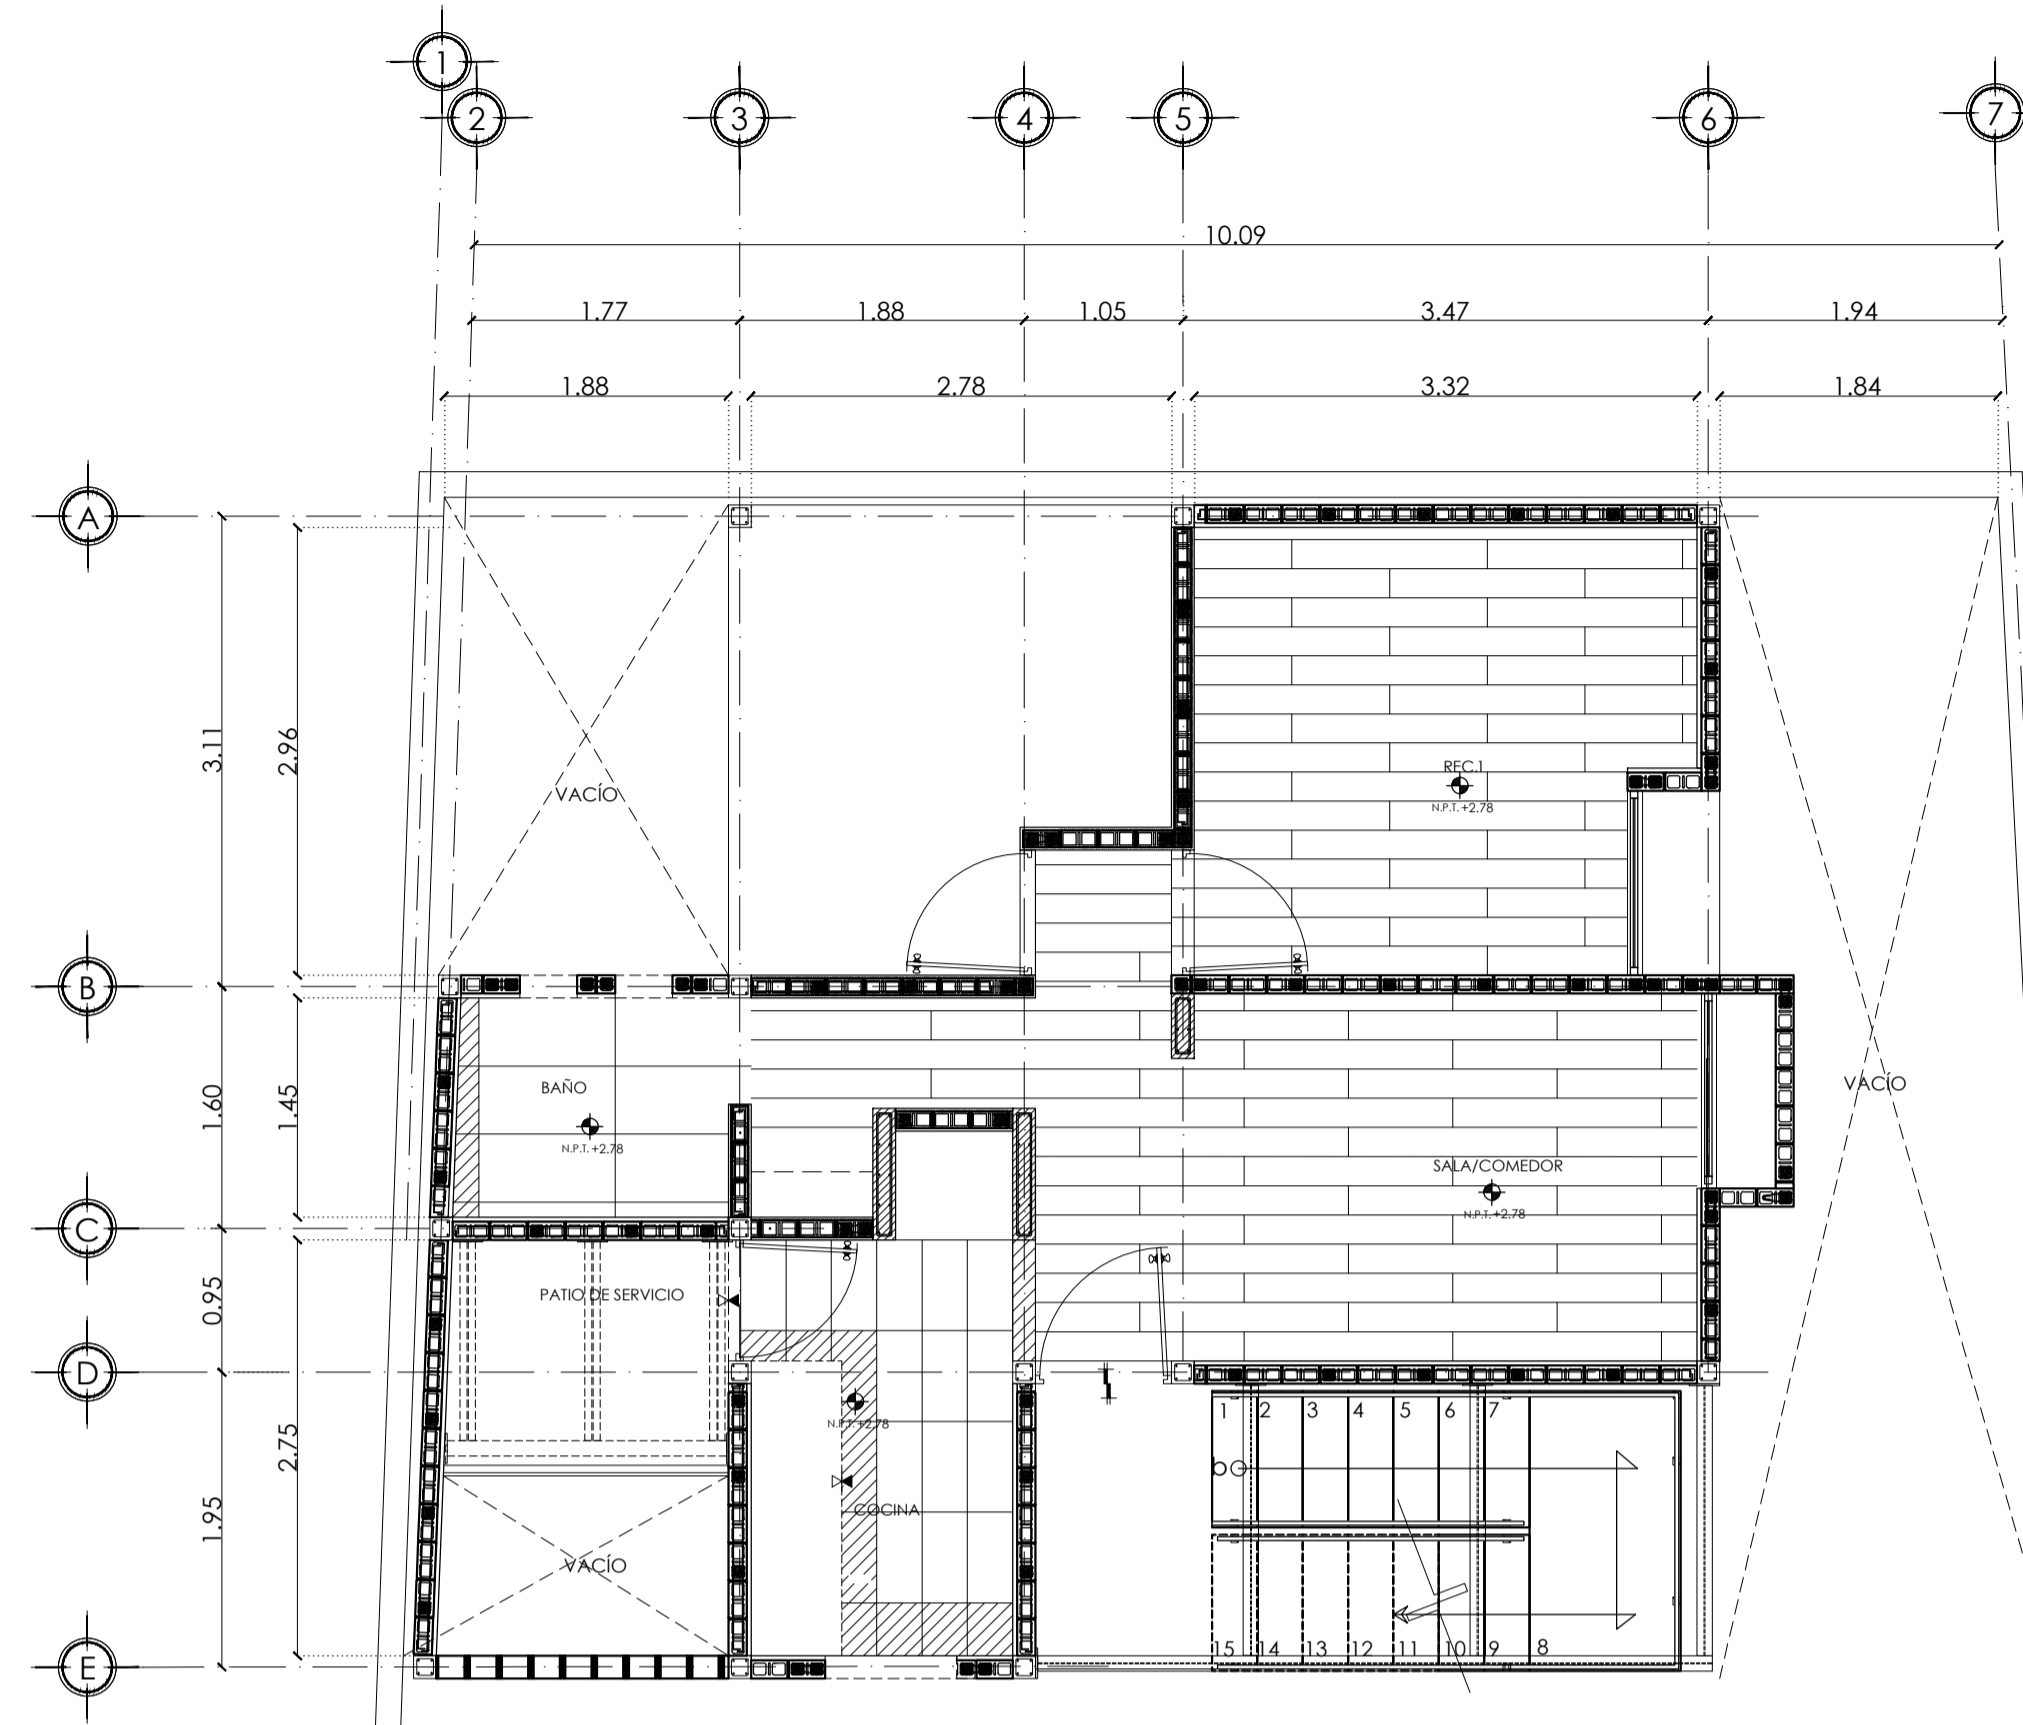 1
2
3
4
5
6
7
10.09
1.77
1.88
1.05
3.47
1.94
1.88
2.78
3.32
1.84
A
3.11
2.96
VACÍO
REC.1
N.P.T. +2.78
B
1.60
1.45
BAÑO
N.P.T. +2.78
VACÍO
SALA/COMEDOR
N.P.T. +2.78
C
0.95
PATIO DE SERVICIO
D
N.P.T. +2.78
1 2 3 4 5 6 7
2.75
b
1.95
COCINA
VACÍO
15 14 13 12 11 10 9 8
E